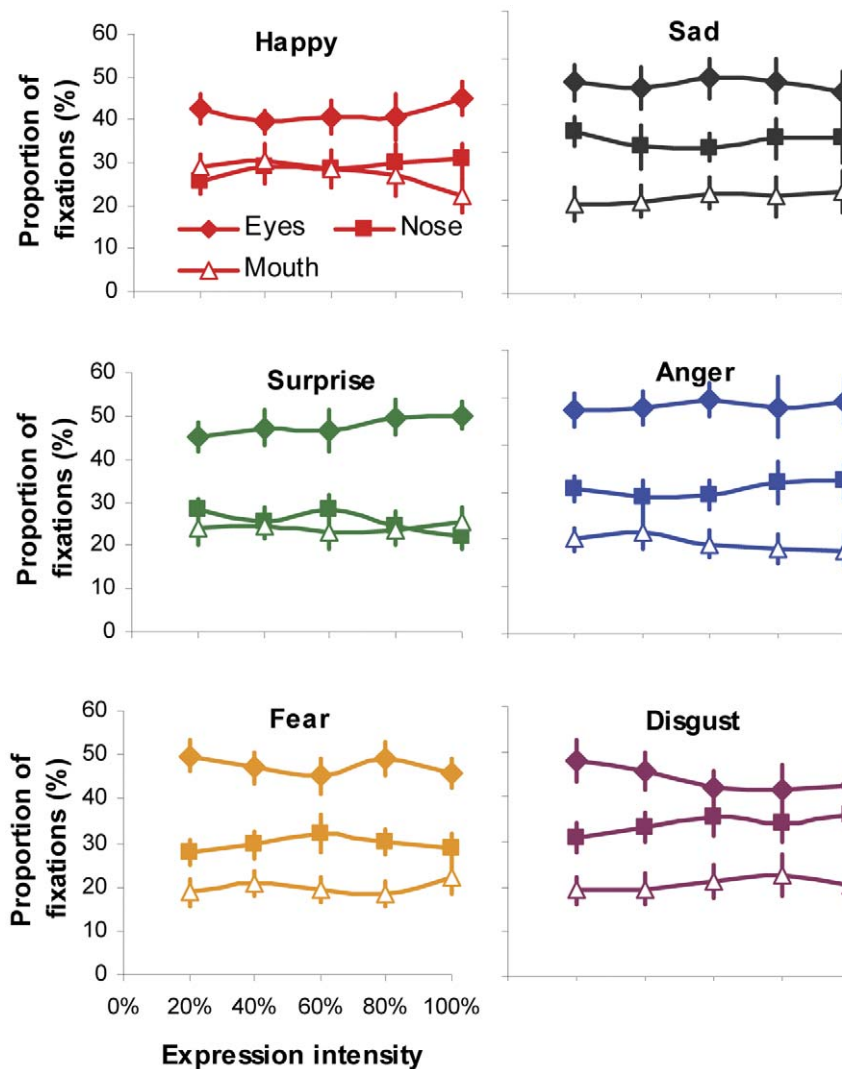 Happy
Sad
Proportion of
fixations (%)
60
50
40
30
20
10
0
Eyes
Nose
Mouth
Surprise
Anger
Proportion of
fixations (%)
60
50
40
30
20
10
0
Fear
Disgust
Proportion of
fixations (%)
60
50
40
30
20
10
0
0% 20% 40% 60% 80% 100%
Expression intensity